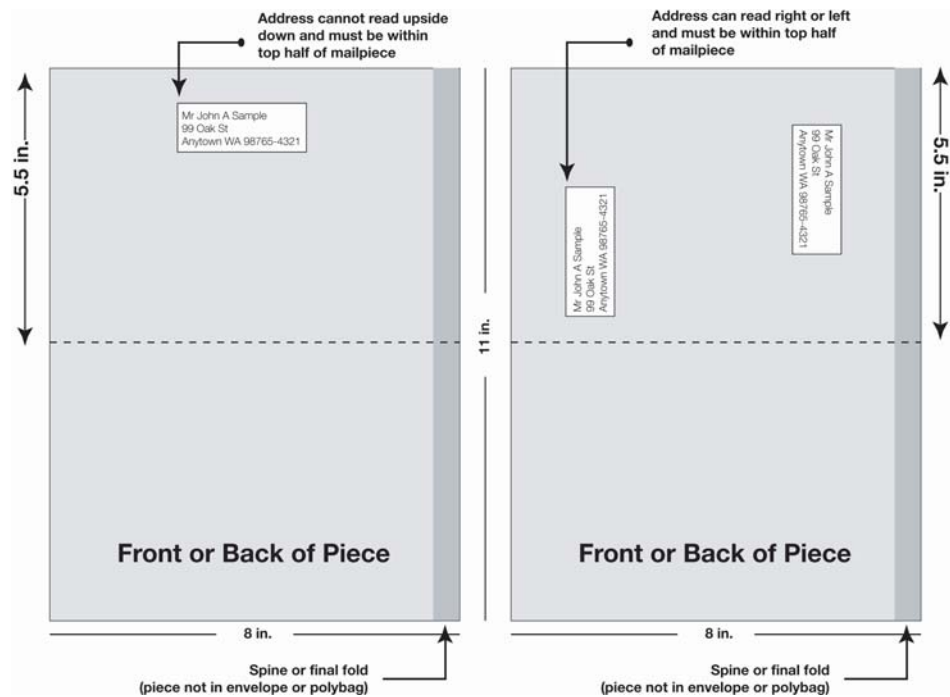 Address cannot read upside
down and must be within
top half of mailpiece
Mr John A Sample
99 Oak St
Anytown WA 98765-4321
5.5 in.
Front or Back of Piece
8 in.
Spine or final fold
(piece not in envelope or polybag)
11 in.
Address can read right or left
and must be within top half
of mailpiece
Mr John A Sample
99 Oak St
Anytown WA 98765-4321
Mr John A Sample
99 Oak St
Anytown WA 98765-4321
5.5 in.
Front or Back of Piece
8 in.
Spine or final fold
(piece not in envelope or polybag)